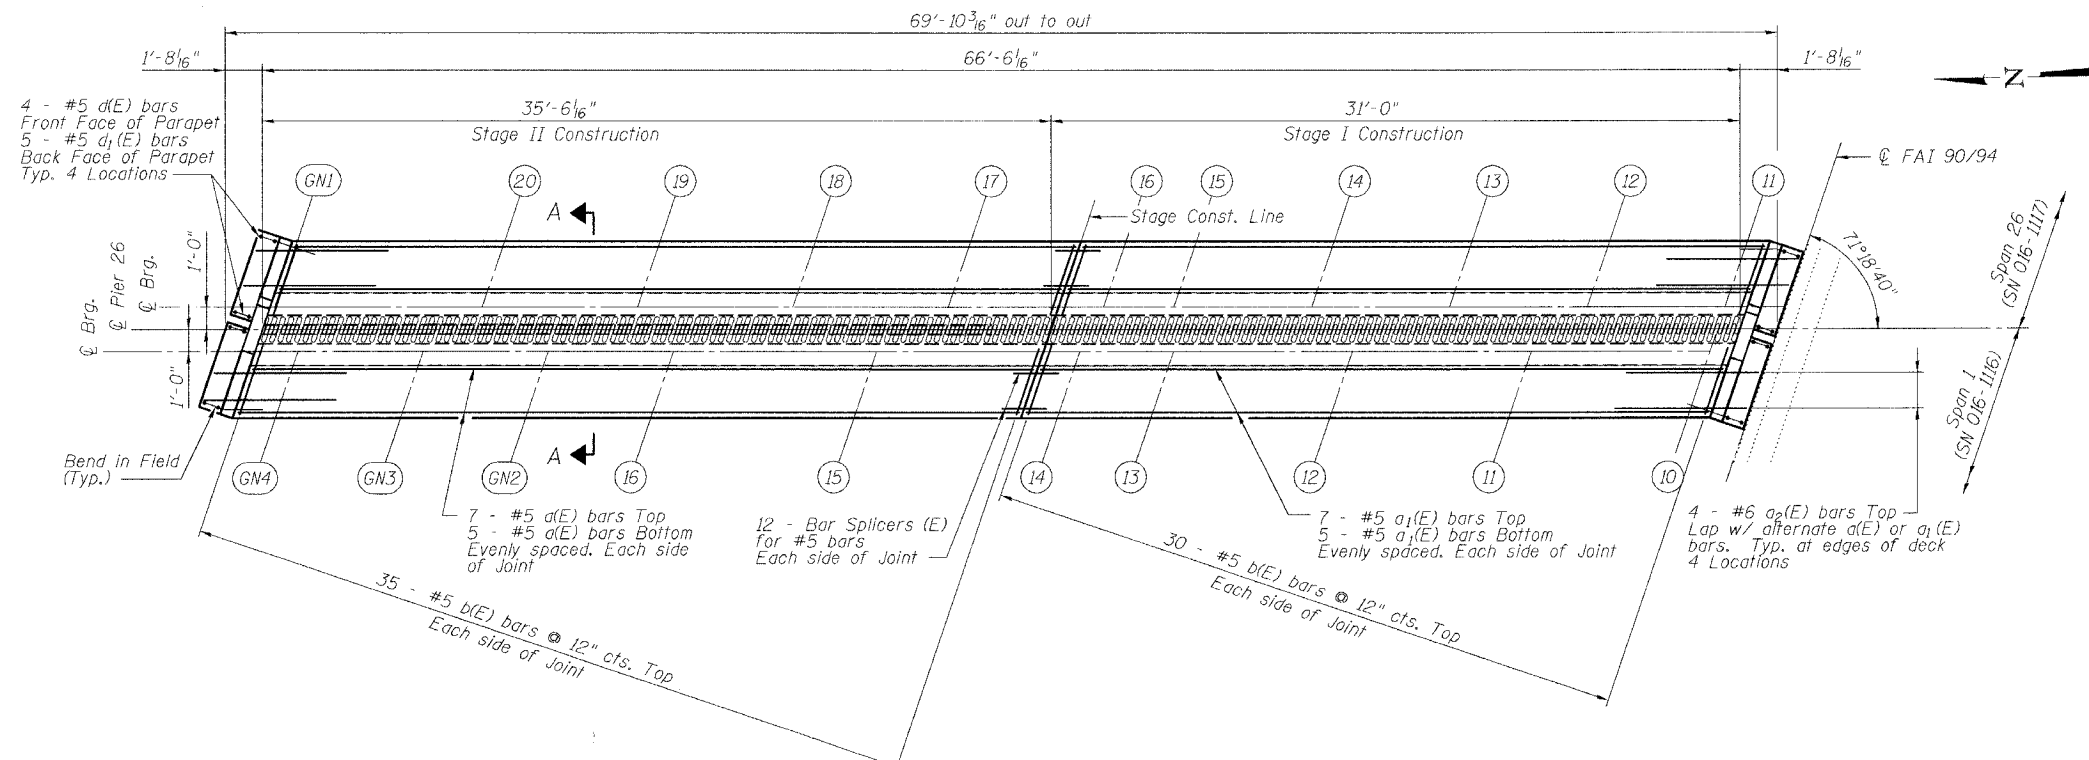 69'-10 3/16" out to out
1'-8 1/16"
66'-6 1/16"
1'-8 1/16"
N
4 - #5 d(E) bars
Front Face of Parapet
5 - #5 d1(E) bars
Back Face of Parapet
Typ. 4 Locations
35'-6 1/16"
Stage II Construction
31'-0"
Stage I Construction
℄ FAI 90/94
GN1
20
19
18
17
16
15
14
13
12
11
A
Stage Const. Line
Span 26
(SN 016-1117)
71°18'40"
1'-0"
℄ Brg.
℄ Pier 26
℄ Brg.
1'-0"
Span 1
(SN 016-1116)
A
Bend in Field
(Typ.)
GN4
GN3
GN2
16
15
14
13
12
11
10
7 - #5 a(E) bars Top
5 - #5 a(E) bars Bottom
Evenly spaced. Each side
of Joint
12 - Bar Splicers (E)
for #5 bars
Each side of Joint
7 - #5 a1(E) bars Top
5 - #5 a1(E) bars Bottom
Evenly spaced. Each side of Joint
4 - #6 a2(E) bars Top
Lap w/ alternate a(E) or a1(E)
bars. Typ. at edges of deck
4 Locations
35 - #5 b(E) bars @ 12" cts. Top
Each side of Joint
30 - #5 b(E) bars @ 12" cts. Top
Each side of Joint